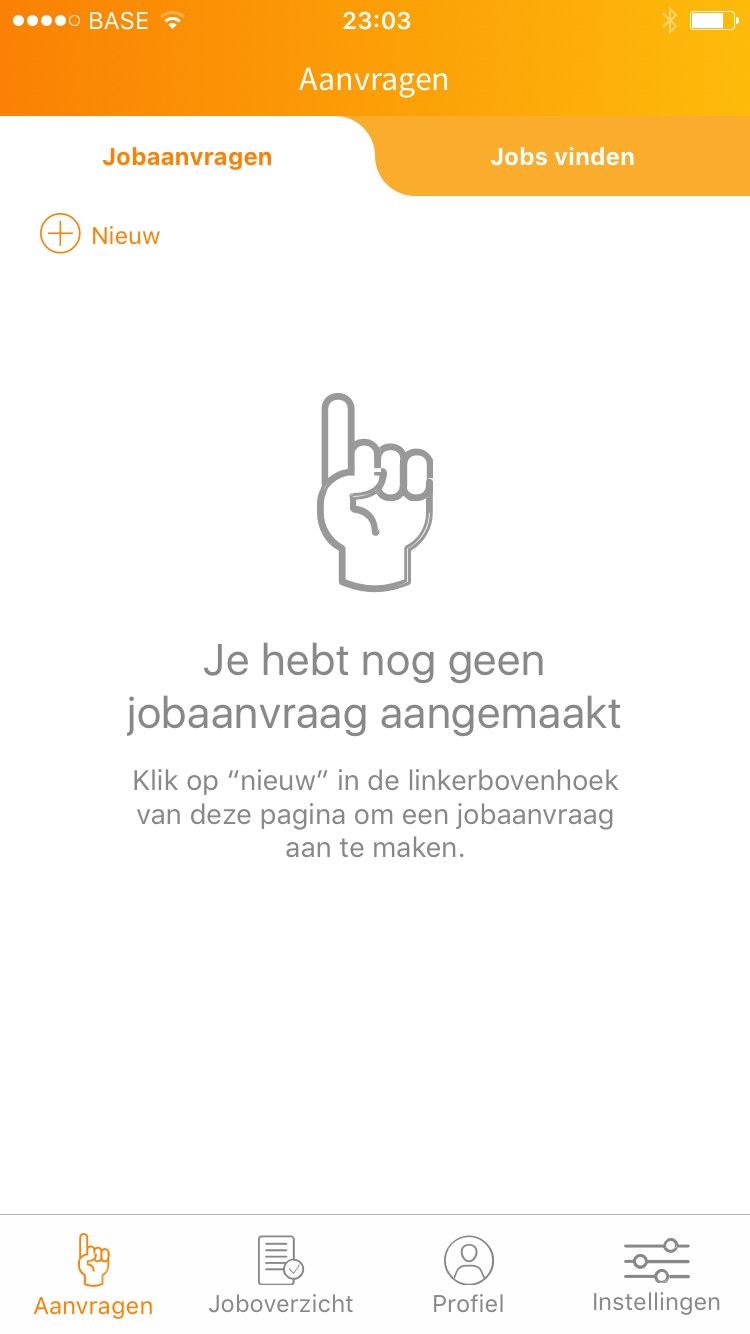 BASE 23:03
Aanvragen
Jobaanvragen Jobs vinden
Nieuw
Je hebt nog geen
jobaanvraag aangemaakt
Klik op “nieuw” in de linkerbovenhoek
van deze pagina om een jobaanvraag
aan te maken.
Aanvragen Joboverzicht Profiel Instellingen